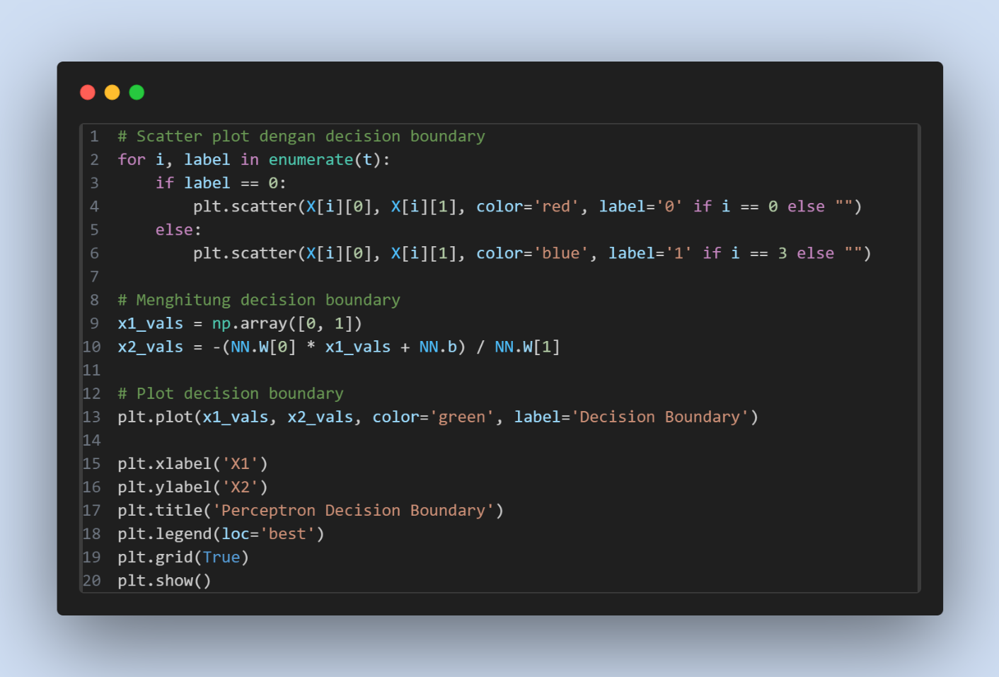 1 # Scatter plot dengan decision boundary
2 for i, label in enumerate(t):
3     if label == 0:
4         plt.scatter(X[i][0], X[i][1], color='red', label='0' if i == 0 else "")
5     else:
6         plt.scatter(X[i][0], X[i][1], color='blue', label='1' if i == 3 else "")
7
8 # Menghitung decision boundary
9 x1_vals = np.array([0, 1])
10 x2_vals = -(NN.W[0] * x1_vals + NN.b) / NN.W[1]
11
12 # Plot decision boundary
13 plt.plot(x1_vals, x2_vals, color='green', label='Decision Boundary')
14
15 plt.xlabel('X1')
16 plt.ylabel('X2')
17 plt.title('Perceptron Decision Boundary')
18 plt.legend(loc='best')
19 plt.grid(True)
20 plt.show()